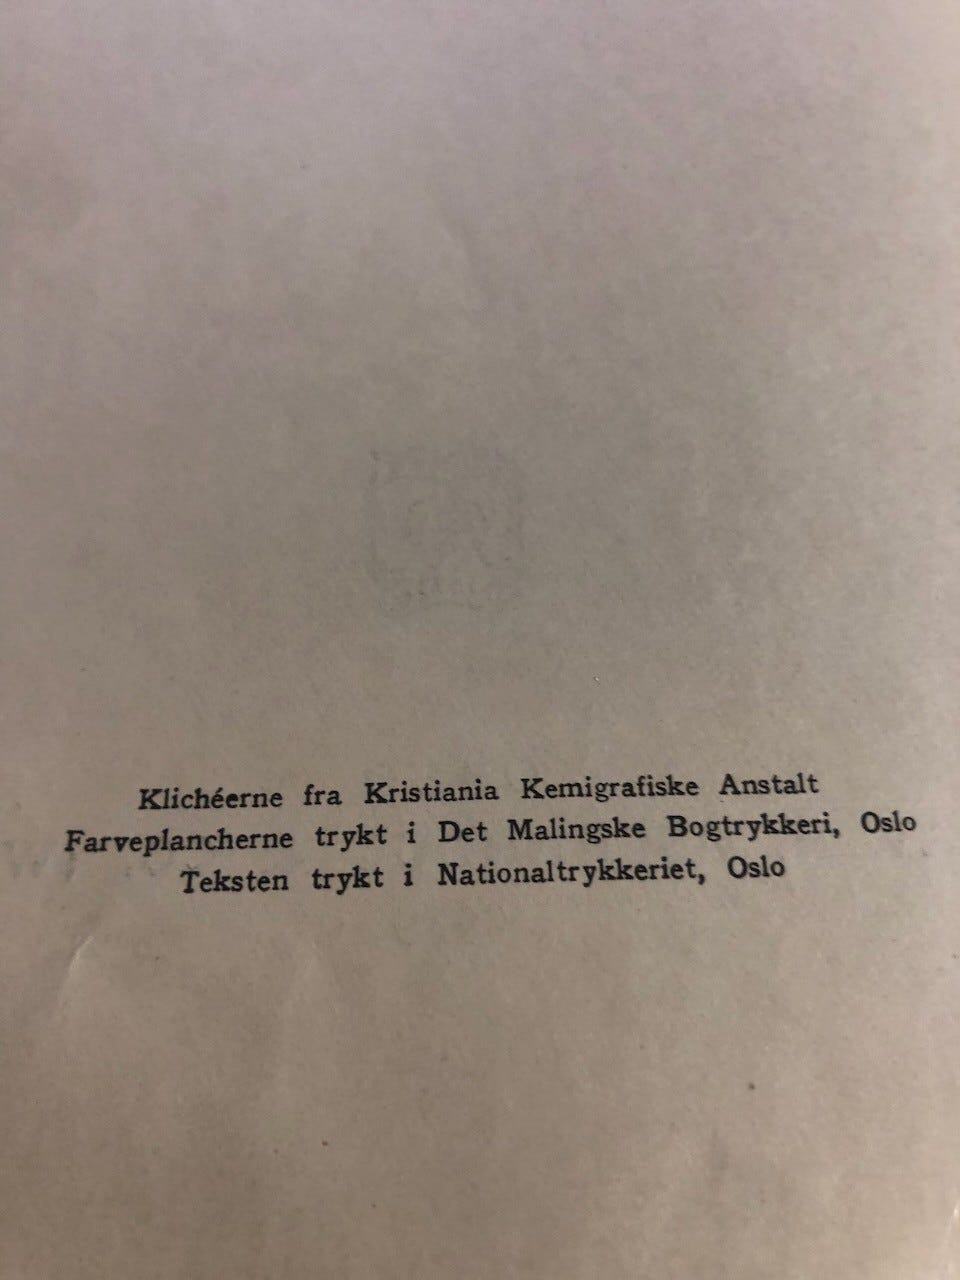 Klichéerne fra Kristiania Kemigrafiske Anstalt
Farveplancherne trykt i Det Malingske Bogtrykkeri, Oslo
Teksten trykt i Nationaltrykkeriet, Oslo